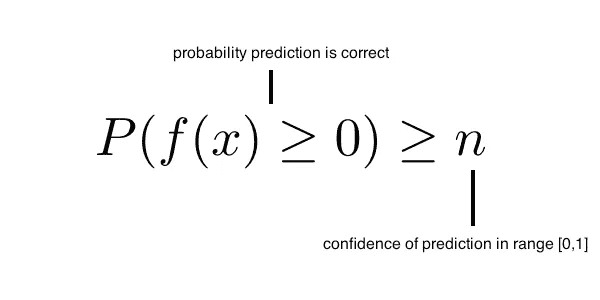 probability prediction is correct
P(f(x) ≥ 0) ≥ n
confidence of prediction in range [0,1]